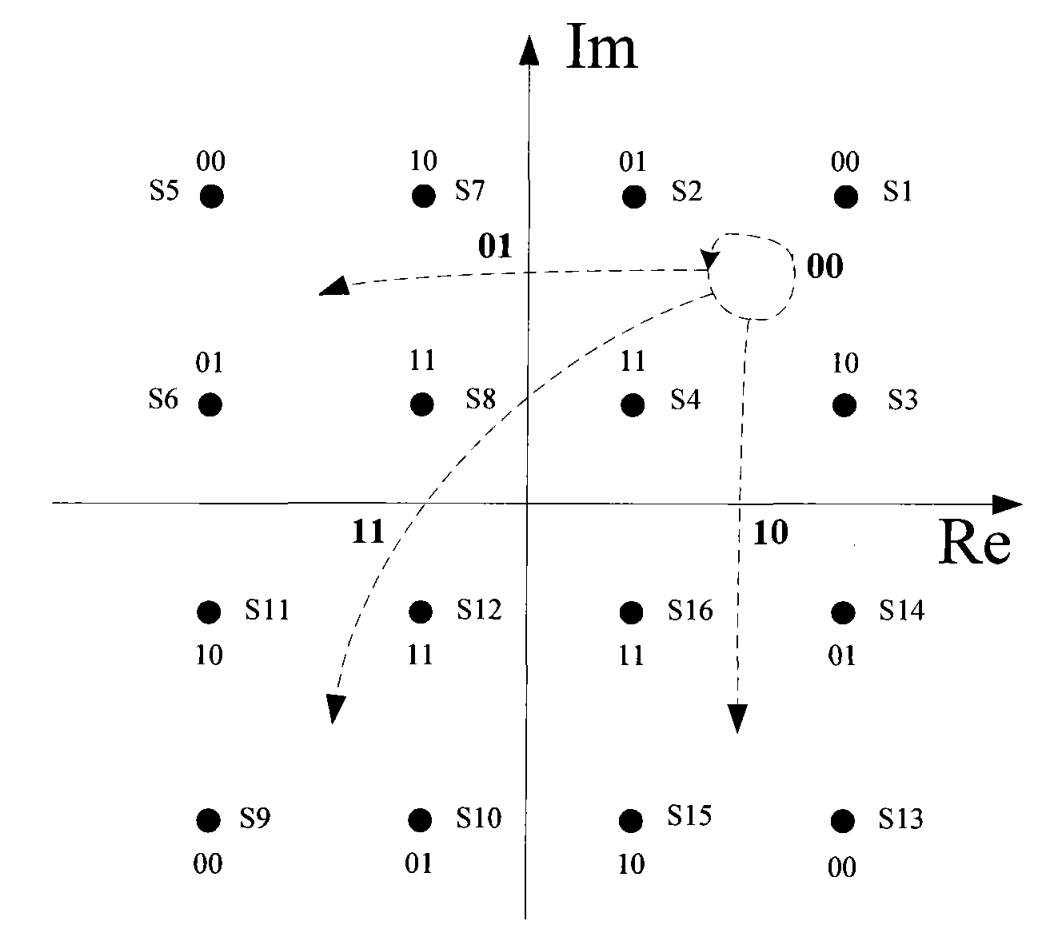 Im
00 10 01 00
S5 S7 S2 S1
01 00
01 11 11 10
S6 S8 S4 S3
11 10
Re
S11 S12 S16 S14
10 11 11 01
S9 S10 S15 S13
00 01 10 00